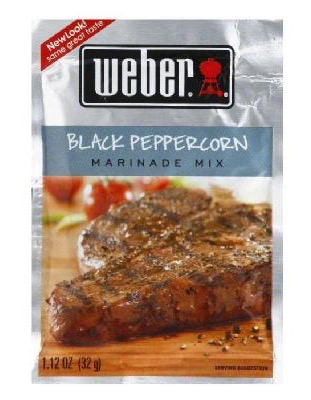 New Look!
same great taste
weber.
BLACK PEPPERCORN
MARINADE MIX
1.12 OZ (32 g)
SERVING SUGGESTION